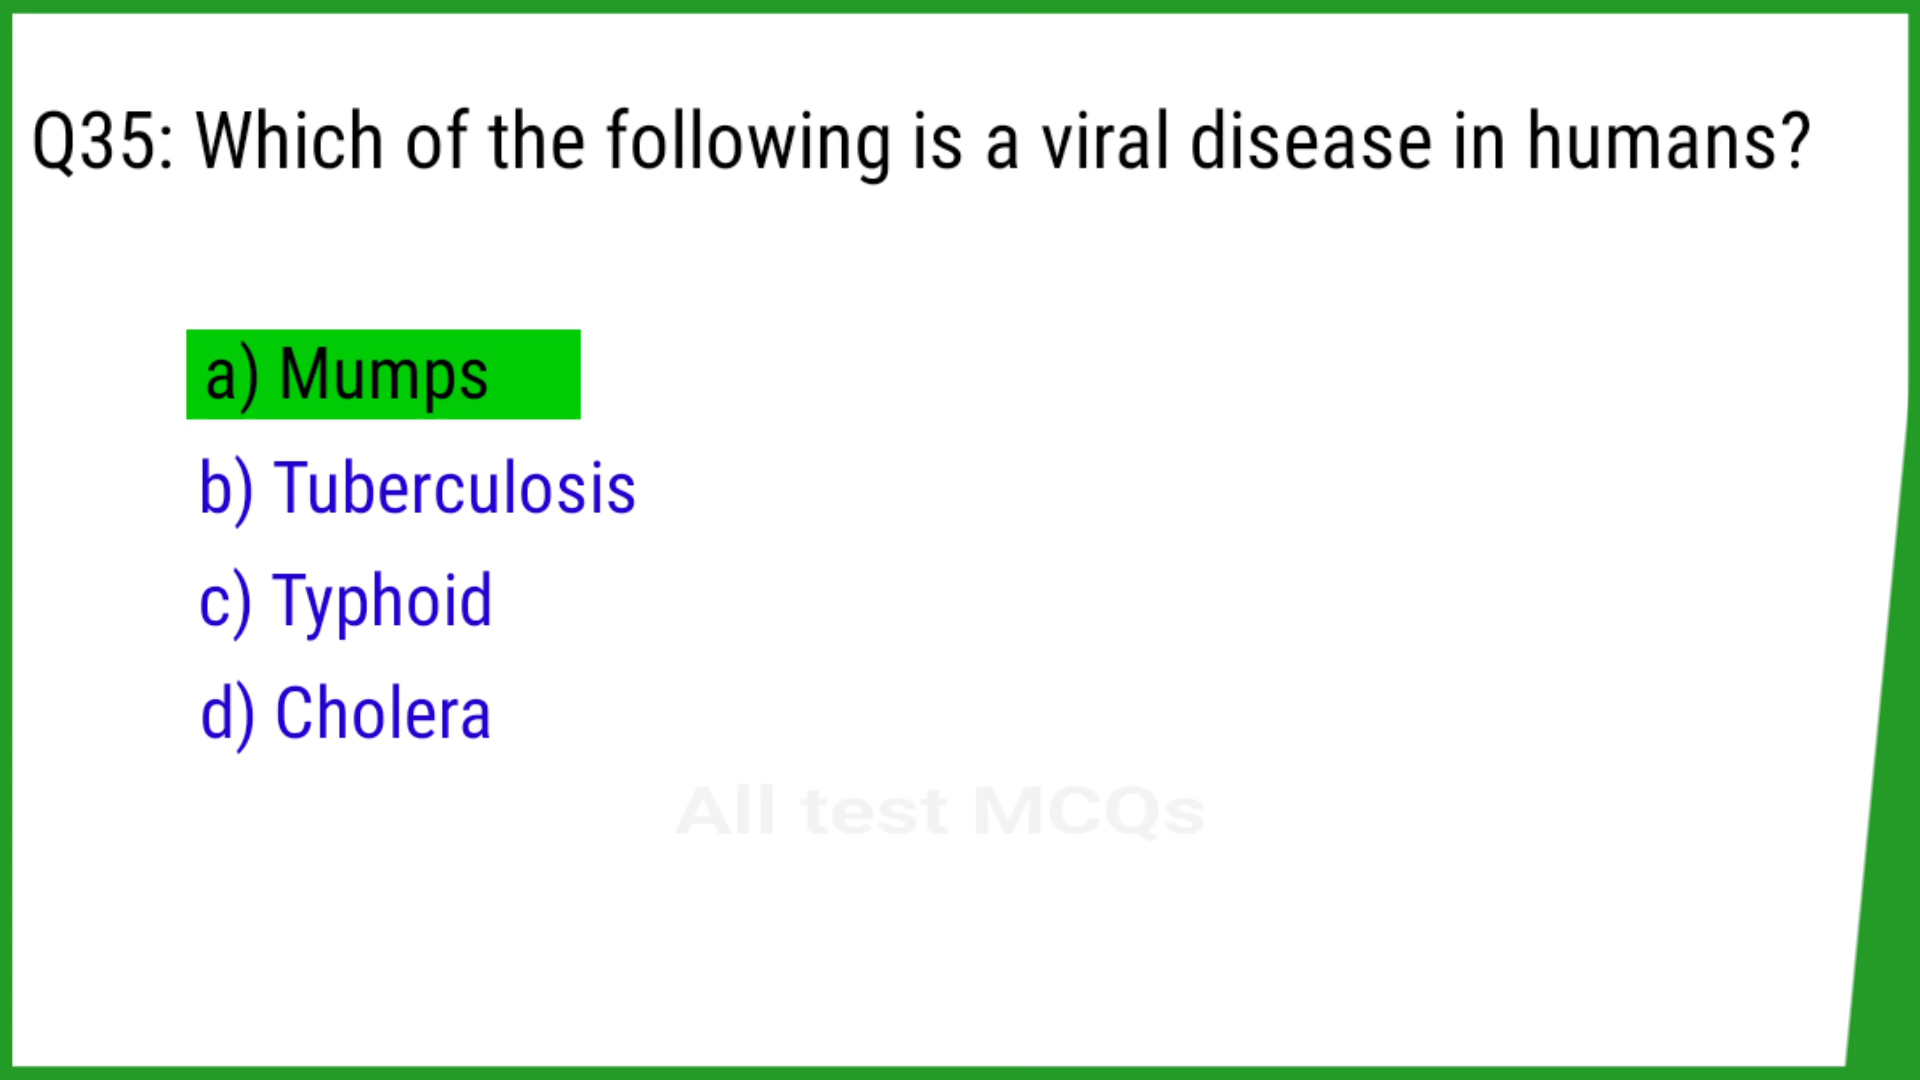 Q35: Which of the following is a viral disease in humans?
a) Mumps
b) Tuberculosis
c) Typhoid
d) Cholera
All test MCQs